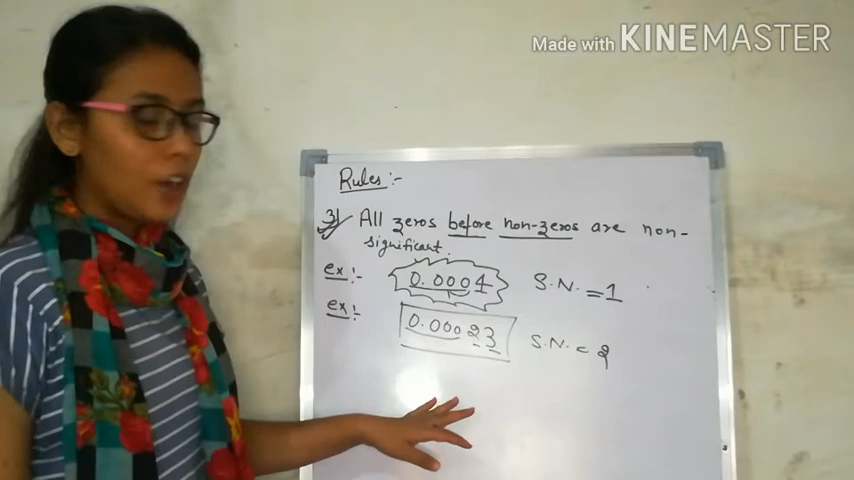 Made with KINEMASTER
Rules:-
3) All zeros before non-zeros are non-
significant.
ex:- 0.0004 S.N. = 1
ex:- 0.00023 S.N. = 2